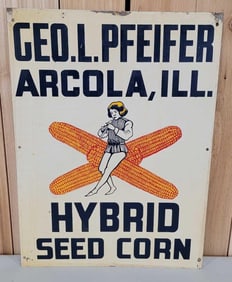 GEO.L.PFEIFER
ARCOLA, ILL.
HYBRID
SEED CORN